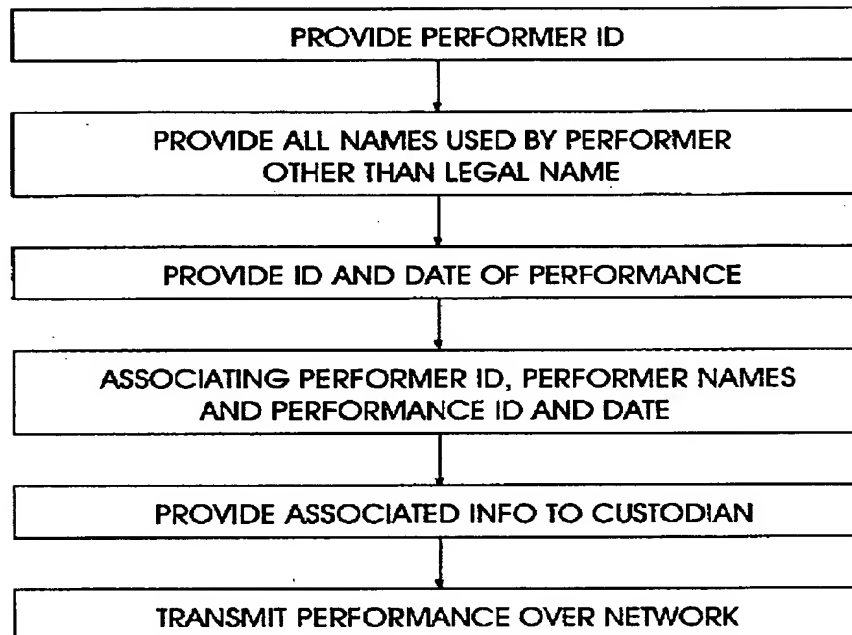 PROVIDE PERFORMER ID
PROVIDE ALL NAMES USED BY PERFORMER
OTHER THAN LEGAL NAME
PROVIDE ID AND DATE OF PERFORMANCE
ASSOCIATING PERFORMER ID, PERFORMER NAMES
AND PERFORMANCE ID AND DATE
PROVIDE ASSOCIATED INFO TO CUSTODIAN
TRANSMIT PERFORMANCE OVER NETWORK